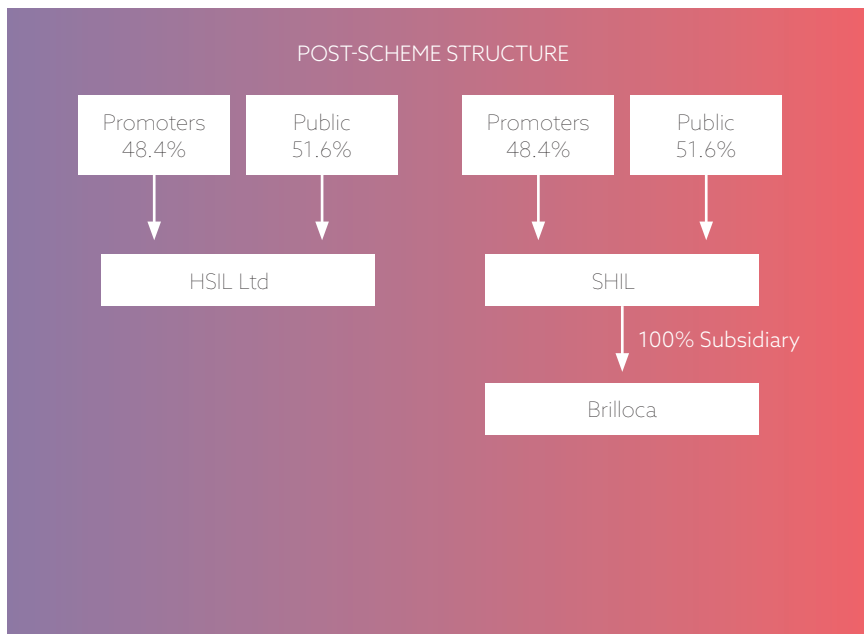 POST-SCHEME STRUCTURE
Promoters
48.4%
Public
51.6%
Promoters
48.4%
Public
51.6%
HSIL Ltd
SHIL
100% Subsidiary
Brilloca